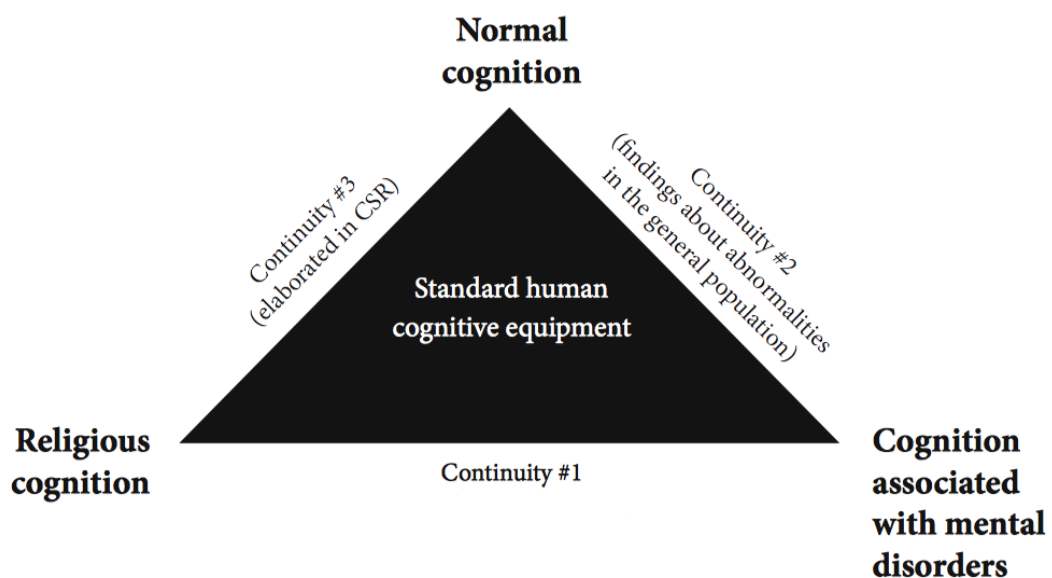 Normal
cognition
Continuity #3
(elaborated in CSR)
Continuity #2
(findings about abnormalities
in the general population)
Standard human
cognitive equipment
Religious
cognition
Continuity #1
Cognition
associated
with mental
disorders